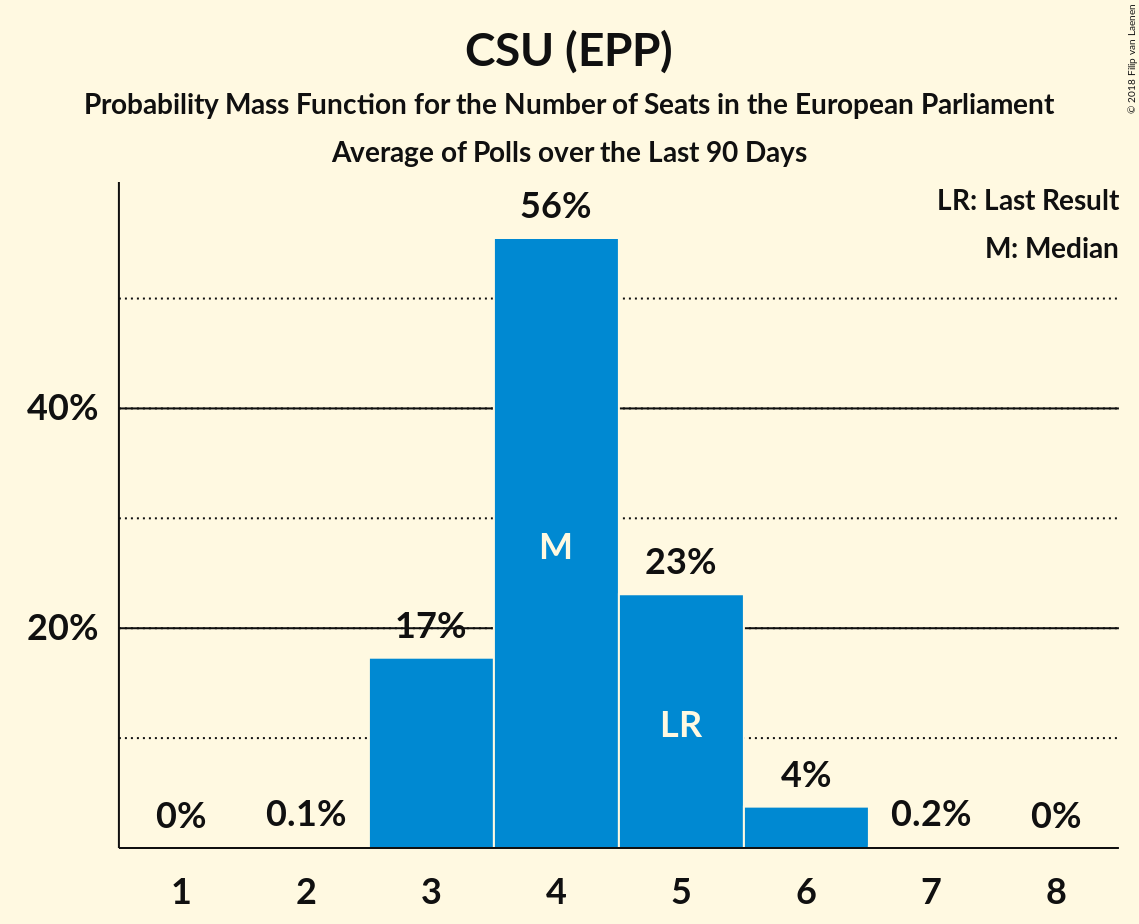 CSU (EPP)
Probability Mass Function for the Number of Seats in the European Parliament
Average of Polls over the Last 90 Days
© 2018 Filip van Laenen
LR: Last Result
M: Median
56%
40%
M
23%
20%
17%
LR
4%
0%
0.1%
0.2%
0%
1 2 3 4 5 6 7 8